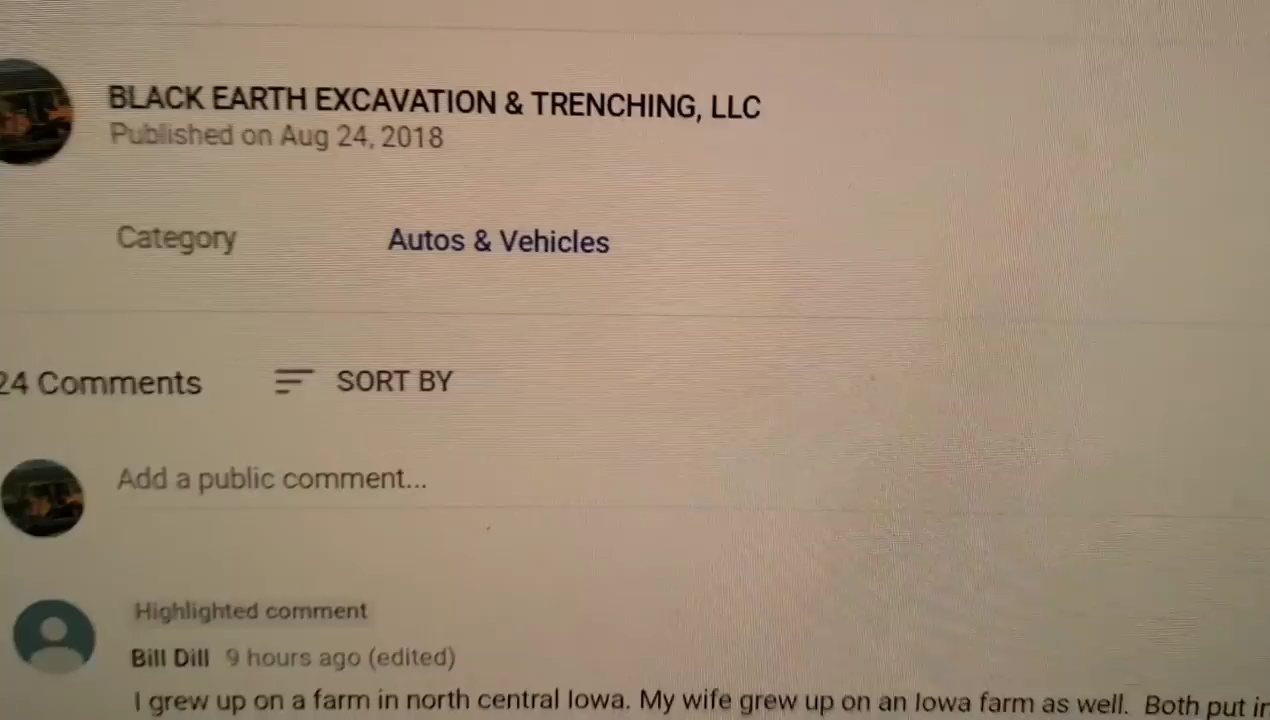 BLACK EARTH EXCAVATION & TRENCHING, LLC
Published on Aug 24, 2018
Category Autos & Vehicles
24 Comments SORT BY
Add a public comment...
Highlighted comment
Bill Dill 9 hours ago (edited)
I grew up on a farm in north central Iowa. My wife grew up on an Iowa farm as well. Both put in